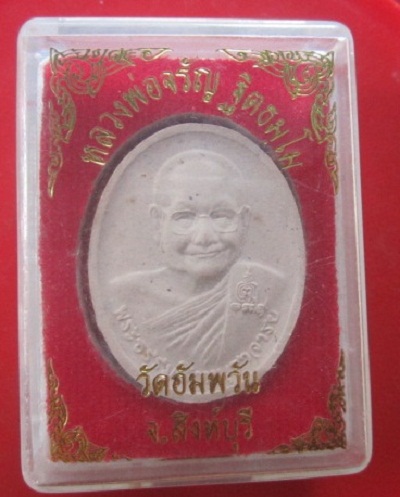 หลวงพ่อจรัญ ฐิตธมฺโม
วัดอัมพวัน
จ.สิงห์บุรี